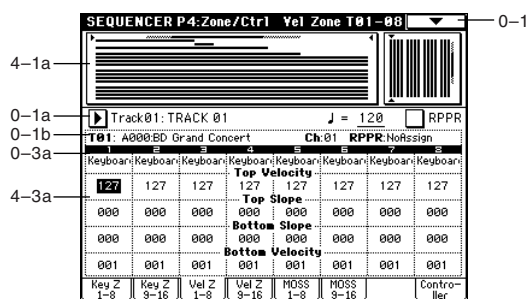 SEQUENCER P4:Zone/Ctrl Vel Zone T01-08
0-1
4-1a
0-1a
Track01: TRACK 01
♩ = 120
RPPR
0-1b
T01: A000:BD Grand Concert Ch:01 RPPR:NoAssign
0-3a
1 2 3 4 5 6 7 8
Keyboar Keyboar Keyboar Keyboar Keyboar Keyboar Keyboar Keyboar
Top Velocity
4-3a
127 127 127 127 127 127 127 127
Top Slope
000 000 000 000 000 000 000 000
Bottom Slope
000 000 000 000 000 000 000 000
Bottom Velocity
001 001 001 001 001 001 001 001
Key Z 1-8
Key Z 9-16
Vel Z 1-8
Vel Z 9-16
MOSS 1-8
MOSS 9-16
Contro-ller